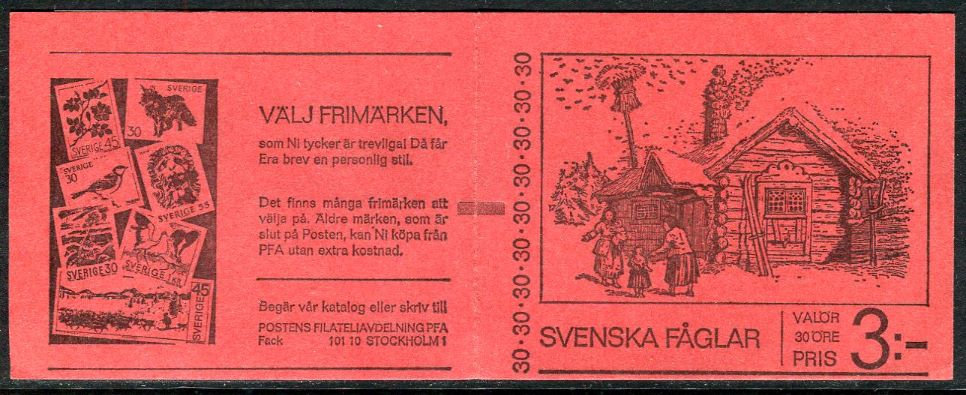 SVERIGE 45
SVERIGE
30
SVERIGE
30
SVERIGE 55
SVERIGE 30
SVERIGE
45
SVERIGE
VÄLJ FRIMÄRKEN,
som Ni tycker är trevliga! Då får
Era brev en personlig stil.
Det finns många frimärken att
välja på. Äldre märken, som är
slut på Posten, kan Ni köpa från
PFA utan extra kostnad.
Begär vår katalog eller skriv till
POSTENS FILATELIAVDELNING PFA
Fack 101 10 STOCKHOLM 1
30·30·30·30·30·30·30·30·30·30
SVENSKA FÅGLAR
VALÖR
30 ÖRE
PRIS
3:-